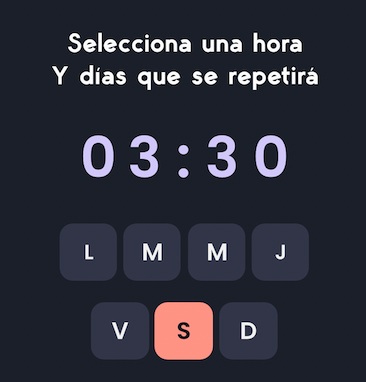 Selecciona una hora
Y días que se repetirá
03:30
L M M J
V S D